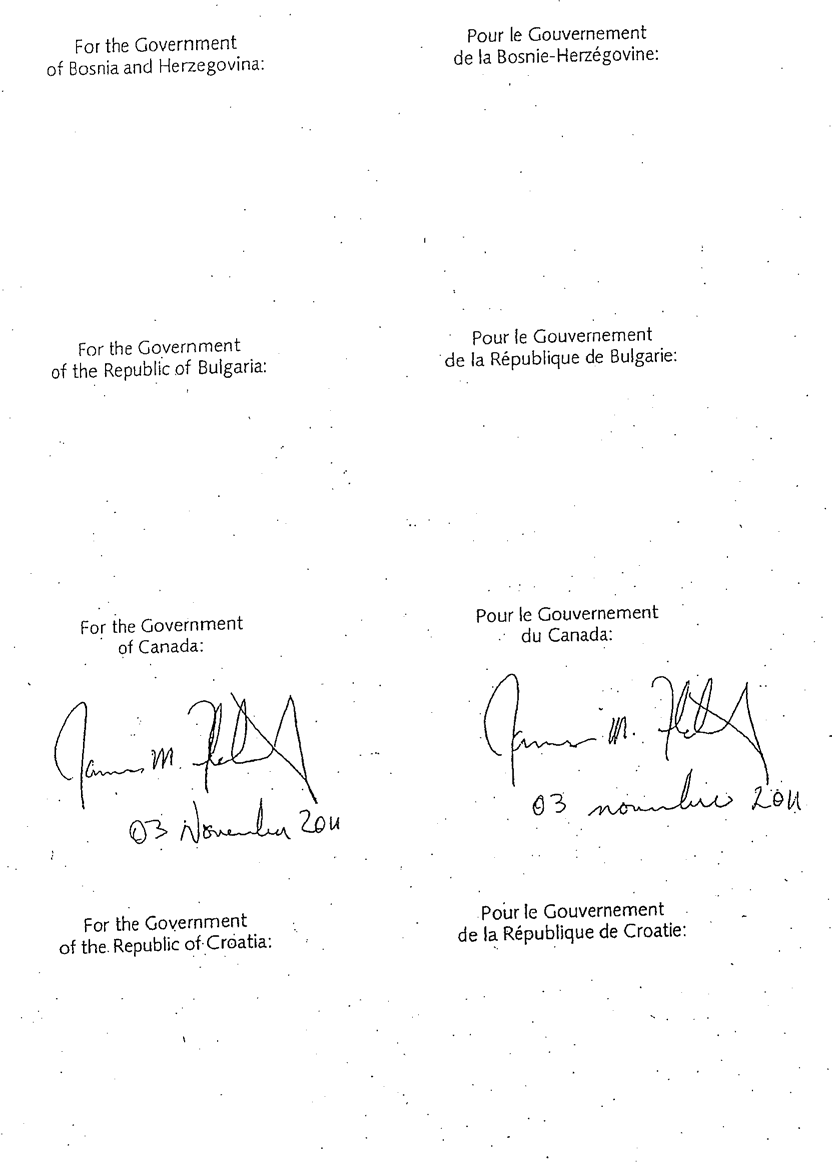 For the Government
of Bosnia and Herzegovina:
Pour le Gouvernement
de la Bosnie-Herzégovine:
For the Government
of the Republic of Bulgaria:
Pour le Gouvernement
de la République de Bulgarie:
For the Government
of Canada:
Pour le Gouvernement
du Canada:
James M.
03 November 2011
James M.
03 novembre 2011
For the Government
of the Republic of Croatia:
Pour le Gouvernement
de la République de Croatie: